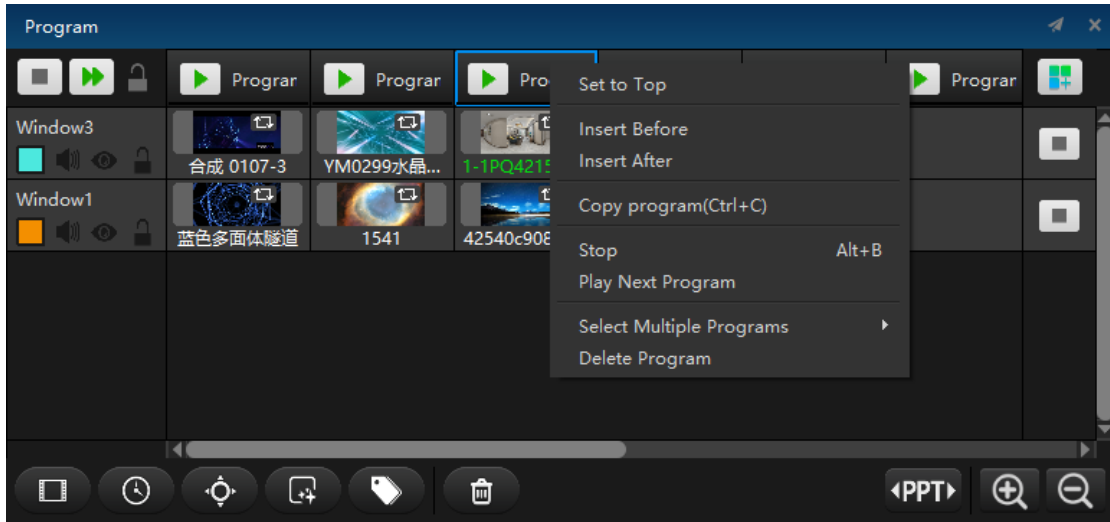 Program
Prograr
Prograr
Pro
Prograr
Set to Top
Insert Before
Insert After
Copy program(Ctrl+C)
Stop Alt+B
Play Next Program
Select Multiple Programs
Delete Program
Window3
合成 0107-3
YM0299水晶...
1-1PQ4215
Window1
蓝色多面体隧道
1541
42540c908
PPT